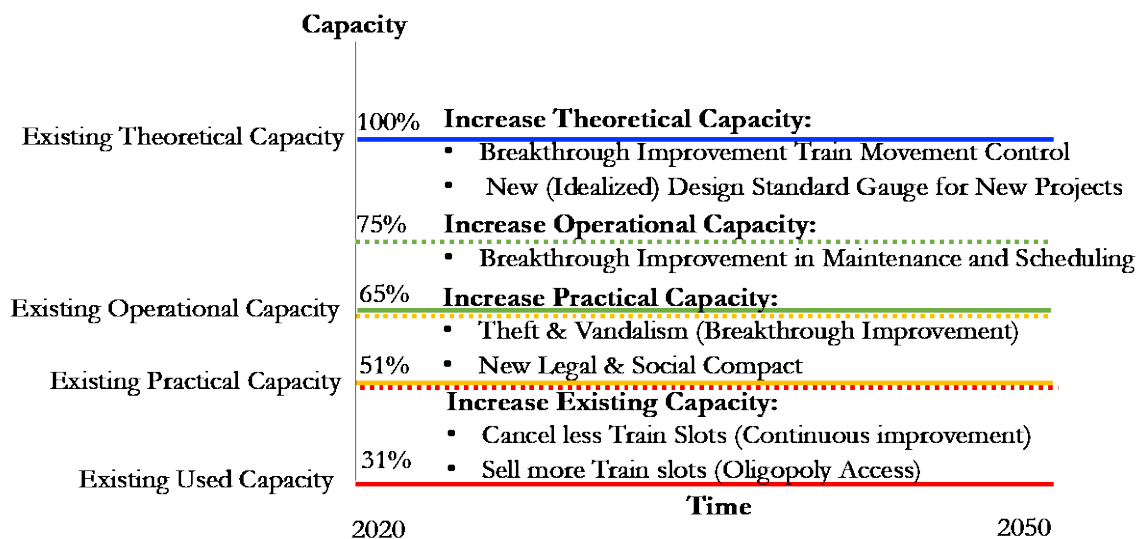 Capacity
Existing Theoretical Capacity
100%
Increase Theoretical Capacity:
▪ Breakthrough Improvement Train Movement Control
▪ New (Idealized) Design Standard Gauge for New Projects
75%
Increase Operational Capacity:
▪ Breakthrough Improvement in Maintenance and Scheduling
Existing Operational Capacity
65%
Increase Practical Capacity:
▪ Theft & Vandalism (Breakthrough Improvement)
▪ New Legal & Social Compact
Existing Practical Capacity
51%
Increase Existing Capacity:
▪ Cancel less Train Slots (Continuous improvement)
▪ Sell more Train slots (Oligopoly Access)
Existing Used Capacity
31%
Time
2020
2050